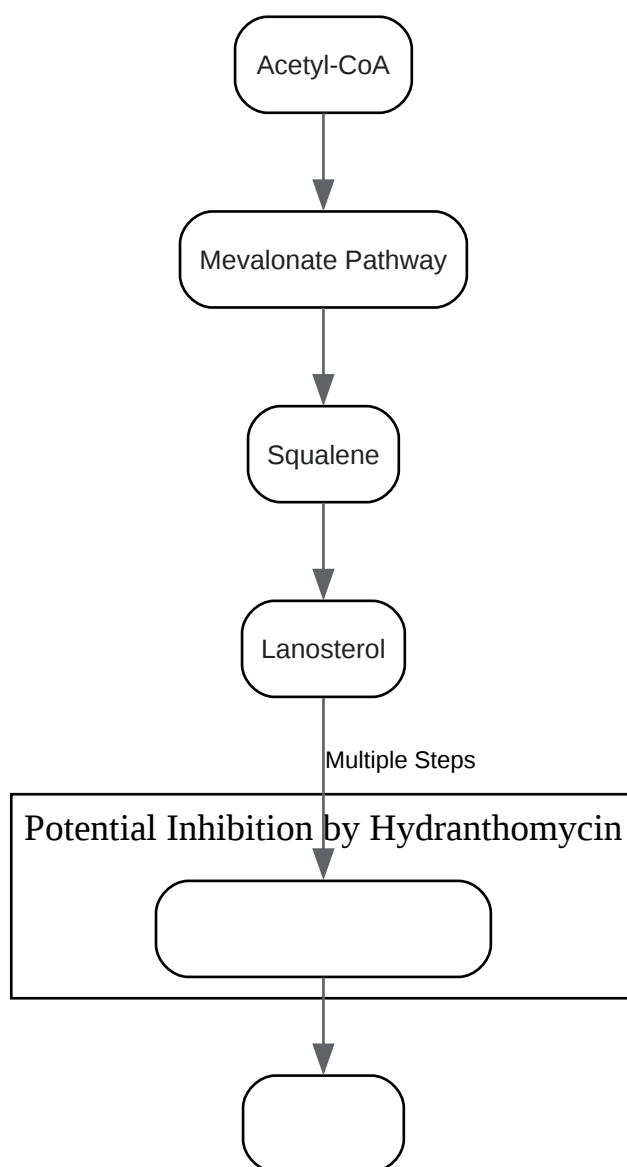 Acetyl-CoA
Mevalonate Pathway
Squalene
Lanosterol
Multiple Steps
Potential Inhibition by Hydranthomycin